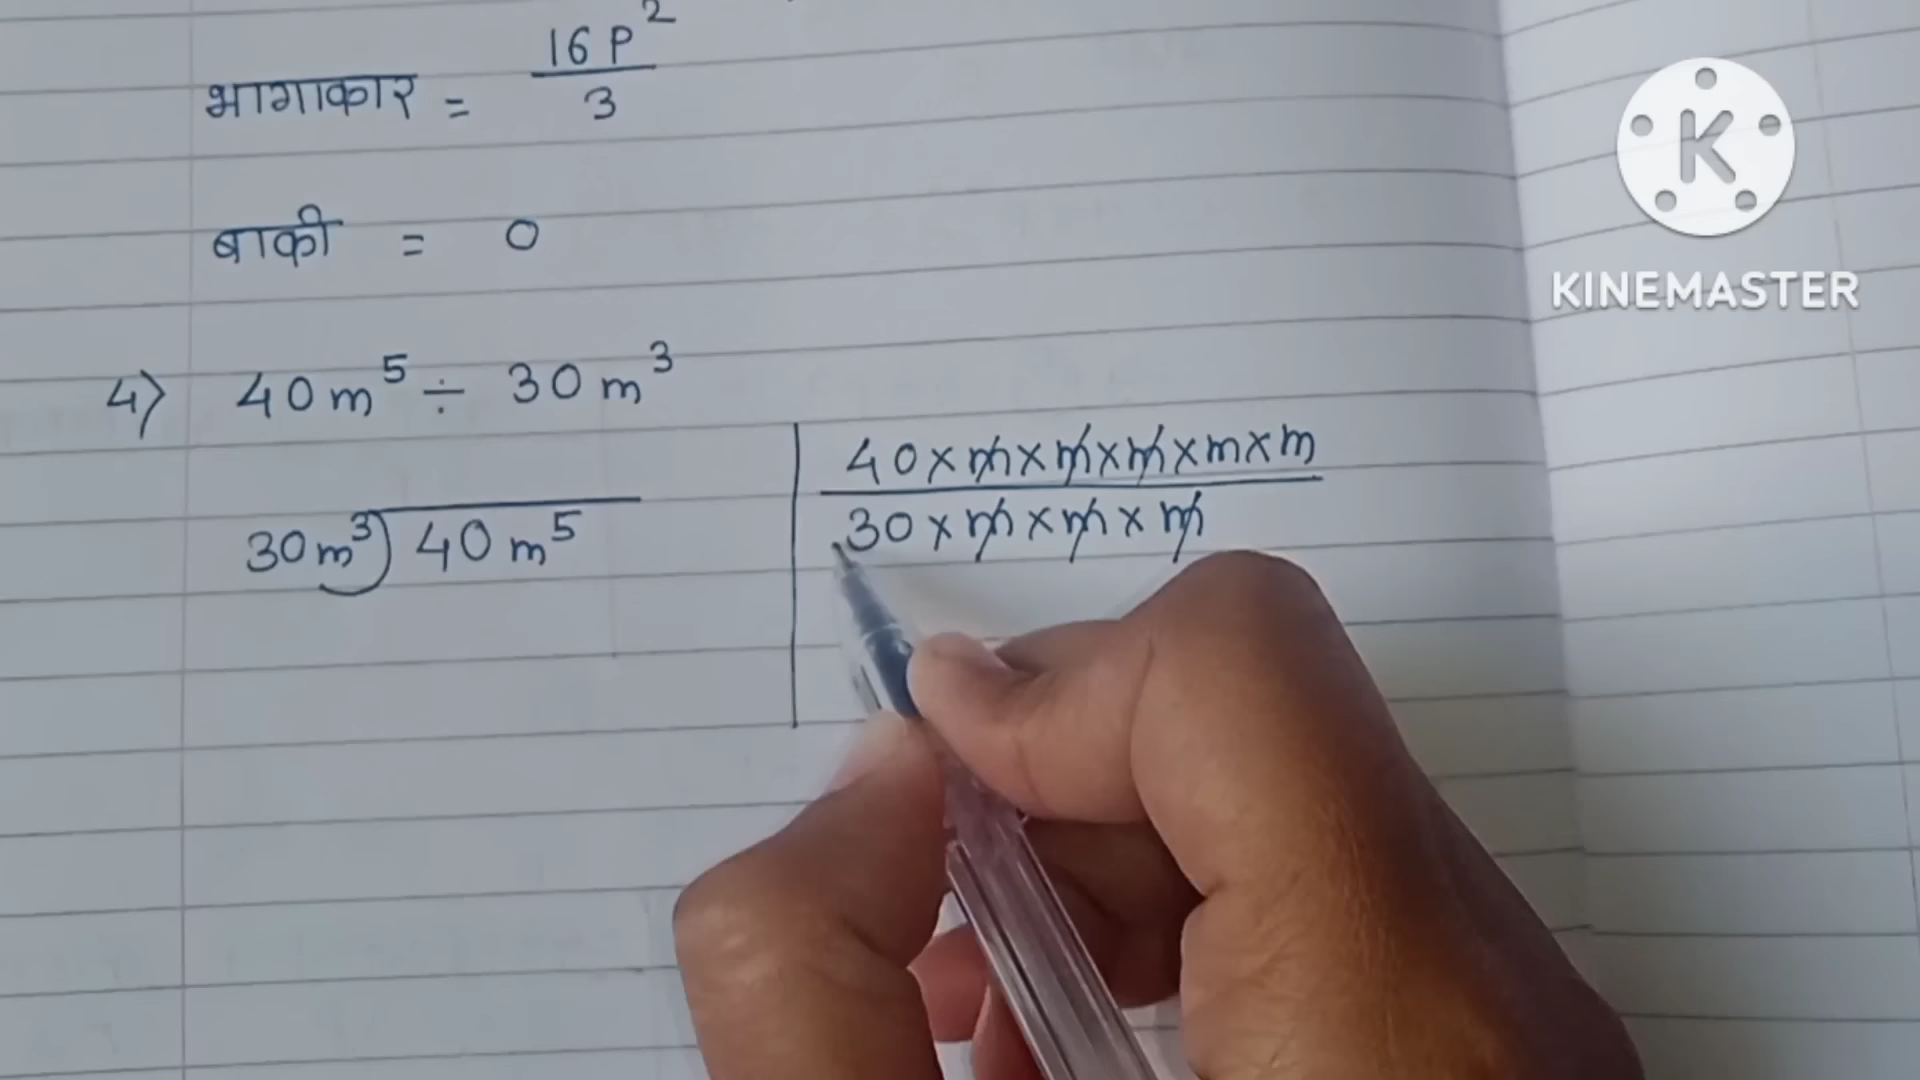 भागाकार = 16P²/3
बाकी = 0
4) 40m⁵ ÷ 30m³
30m³) 40m⁵
40×m×m×m×m×m
30×m×m×m
K
KINEMASTER